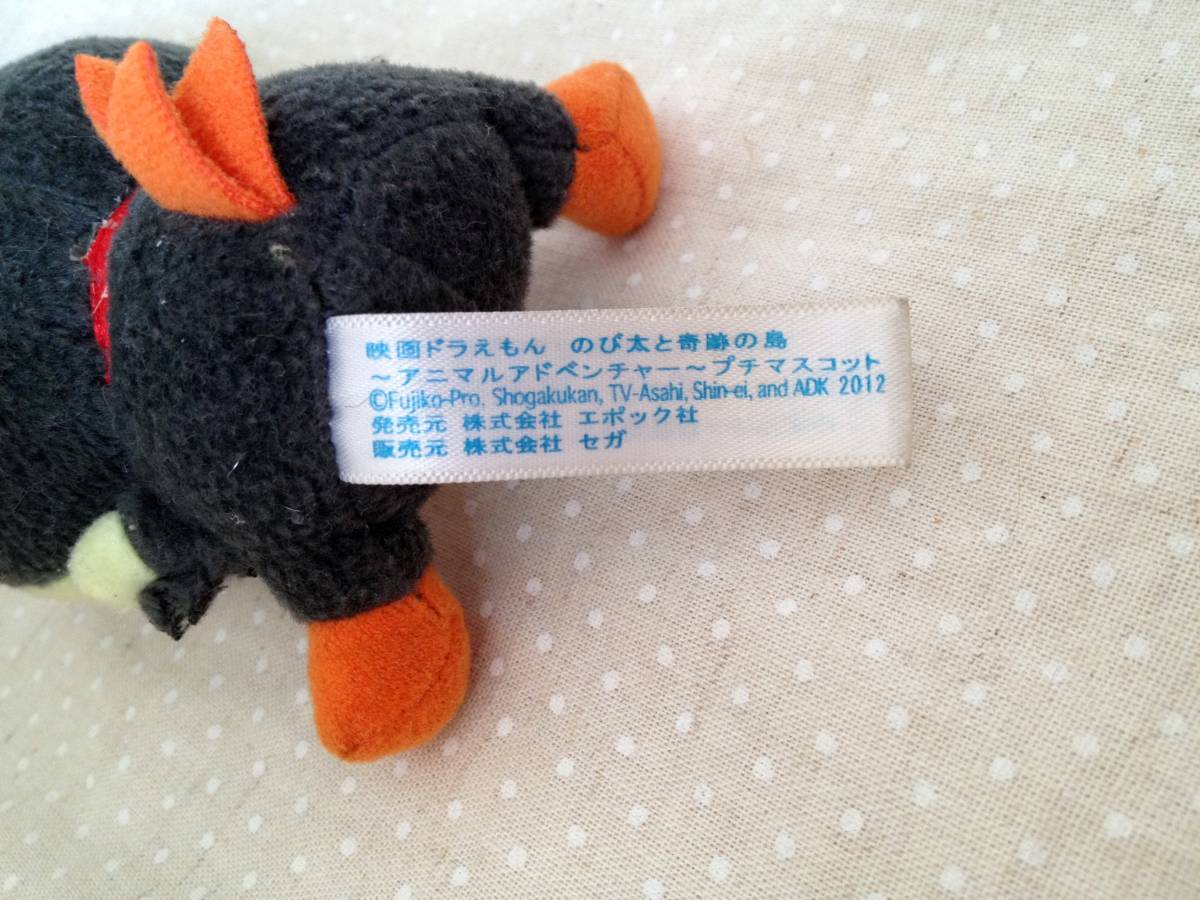 映画ドラえもん のび太と奇跡の島
～アニマルアドベンチャー～プチマスコット
©Fujiko-Pro, Shogakukan, TV-Asahi, Shin-ei, and ADK 2012
発売元 株式会社 エポック社
販売元 株式会社 セガ